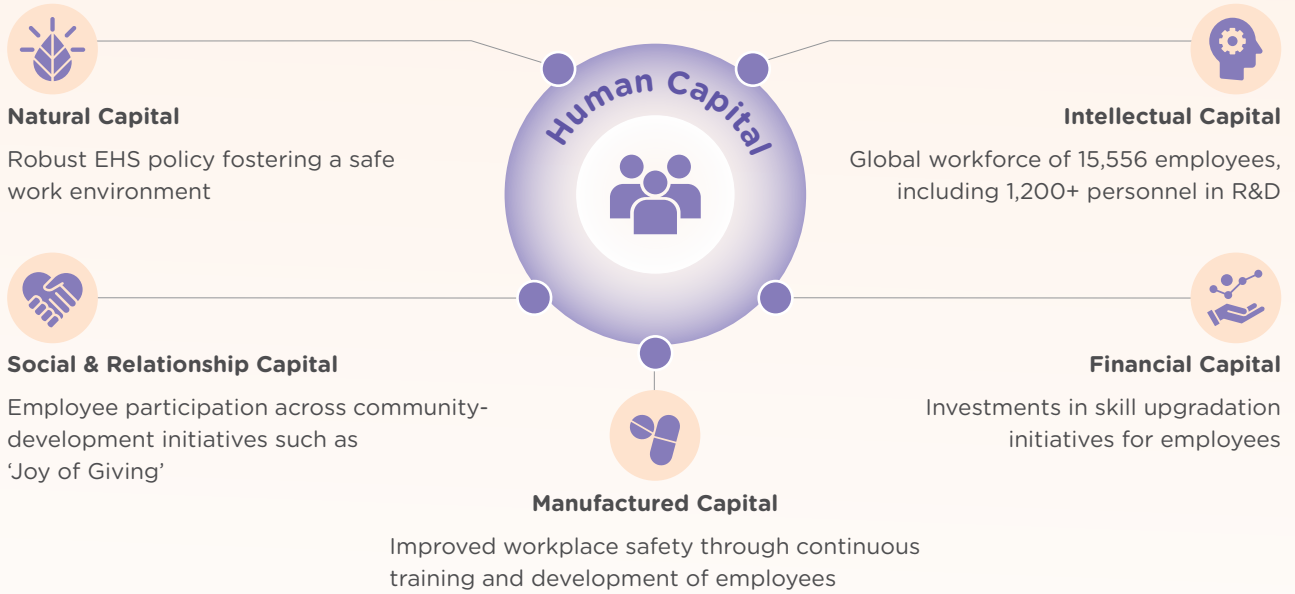 Human Capital
Natural Capital
Robust EHS policy fostering a safe
work environment
Intellectual Capital
Global workforce of 15,556 employees,
including 1,200+ personnel in R&D
Social & Relationship Capital
Employee participation across community-
development initiatives such as
‘Joy of Giving’
Financial Capital
Investments in skill upgradation
initiatives for employees
Manufactured Capital
Improved workplace safety through continuous
training and development of employees